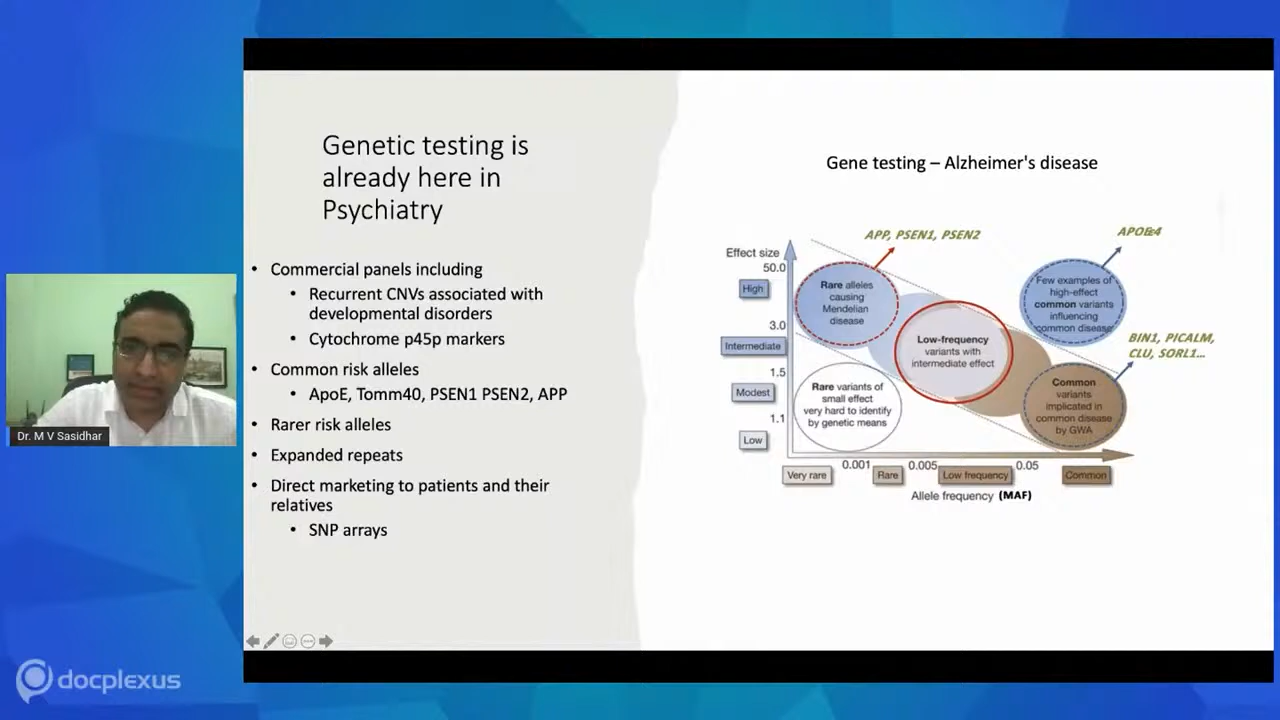 Genetic testing is
already here in
Psychiatry
• Commercial panels including
• Recurrent CNVs associated with
developmental disorders
• Cytochrome p45p markers
• Common risk alleles
• ApoE, Tomm40, PSEN1 PSEN2, APP
• Rarer risk alleles
• Expanded repeats
• Direct marketing to patients and their
relatives
• SNP arrays
Gene testing – Alzheimer's disease
APP, PSEN1, PSEN2
APOEε4
Effect size
50.0
High
3.0
Intermediate
1.5
Modest
1.1
Low
Rare alleles
causing
Mendelian
disease
Few examples of
high-effect
common variants
influencing
common disease
Low-frequency
variants with
intermediate effect
BIN1, PICALM,
CLU, SORL1...
Rare variants of
small effect
very hard to identify
by genetic means
Common
variants
implicated in
common disease
by GWA
0.001
0.005
0.05
Very rare
Rare
Low frequency
Common
Allele frequency (MAF)
Dr. M V Sasidhar
docplexus